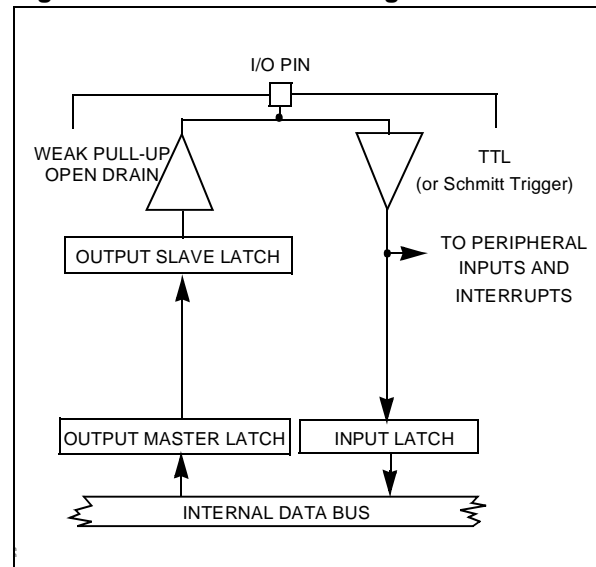 I/O PIN
WEAK PULL-UP
OPEN DRAIN
TTL
(or Schmitt Trigger)
OUTPUT SLAVE LATCH
TO PERIPHERAL
INPUTS AND
INTERRUPTS
OUTPUT MASTER LATCH
INPUT LATCH
INTERNAL DATA BUS